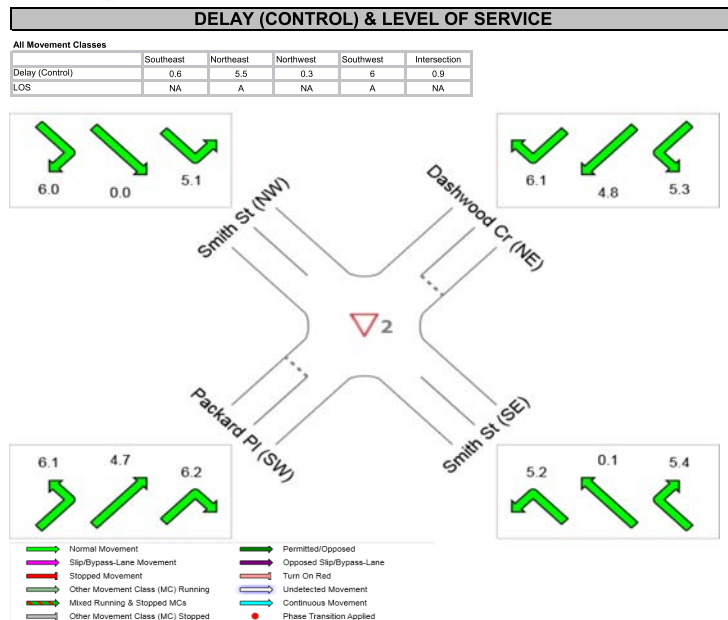 DELAY (CONTROL) & LEVEL OF SERVICE
All Movement Classes
Southeast Northeast Northwest Southwest Intersection
Delay (Control) 0.6 5.5 0.3 6 0.9
LOS NA A NA A NA
6.0 0.0 5.1
6.1 4.8 5.3
Smith St (NW)
Dashwood Cr (NE)
2
Packard Pl (SW)
Smith St (SE)
6.1 4.7 6.2
5.2 0.1 5.4
Normal Movement Permitted/Opposed
Slip/Bypass-Lane Movement Opposed Slip/Bypass-Lane
Stopped Movement Turn On Red
Other Movement Class (MC) Running Undetected Movement
Mixed Running & Stopped MCs Continuous Movement
Other Movement Class (MC) Stopped Phase Transition Applied